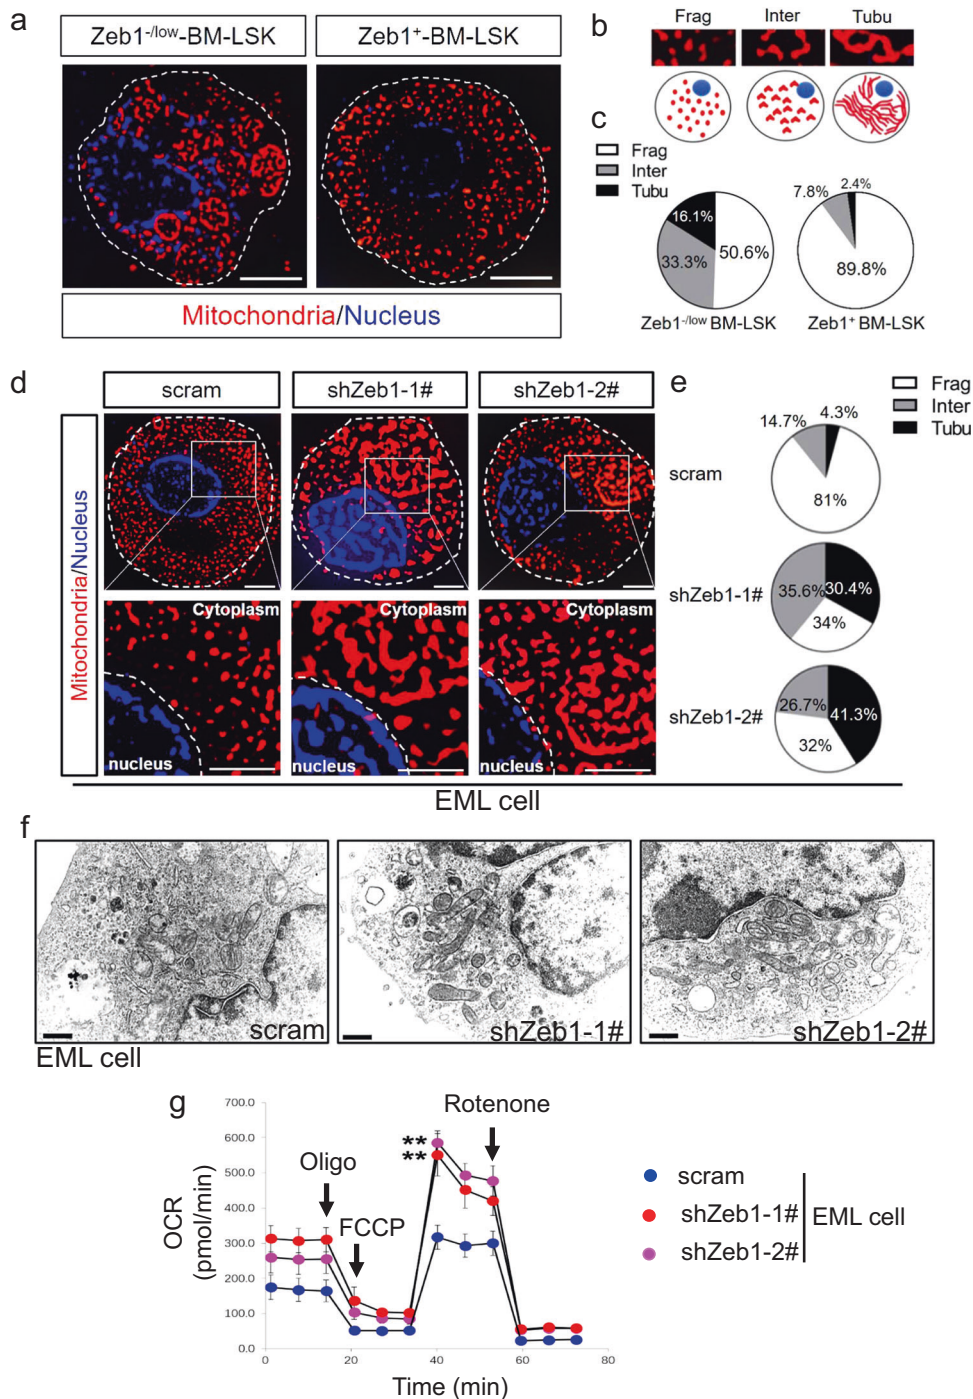 a
Zeb1-/low-BM-LSK
Zeb1+-BM-LSK
Mitochondria/Nucleus
b
Frag
Inter
Tubu
c
Frag
Inter
Tubu
16.1%
33.3%
50.6%
Zeb1-/low BM-LSK
7.8%
2.4%
89.8%
Zeb1+ BM-LSK
d
scram
shZeb1-1#
shZeb1-2#
Mitochondria/Nucleus
Cytoplasm
nucleus
Cytoplasm
nucleus
Cytoplasm
nucleus
EML cell
e
Frag
Inter
Tubu
scram
14.7%
4.3%
81%
shZeb1-1#
35.6%
30.4%
34%
shZeb1-2#
26.7%
41.3%
32%
f
scram
shZeb1-1#
shZeb1-2#
EML cell
g
OCR
(pmol/min)
700.0
600.0
500.0
400.0
300.0
200.0
100.0
0.0
0
20
40
60
80
Time (min)
Oligo
FCCP
**
**
Rotenone
scram
shZeb1-1#
shZeb1-2#
EML cell